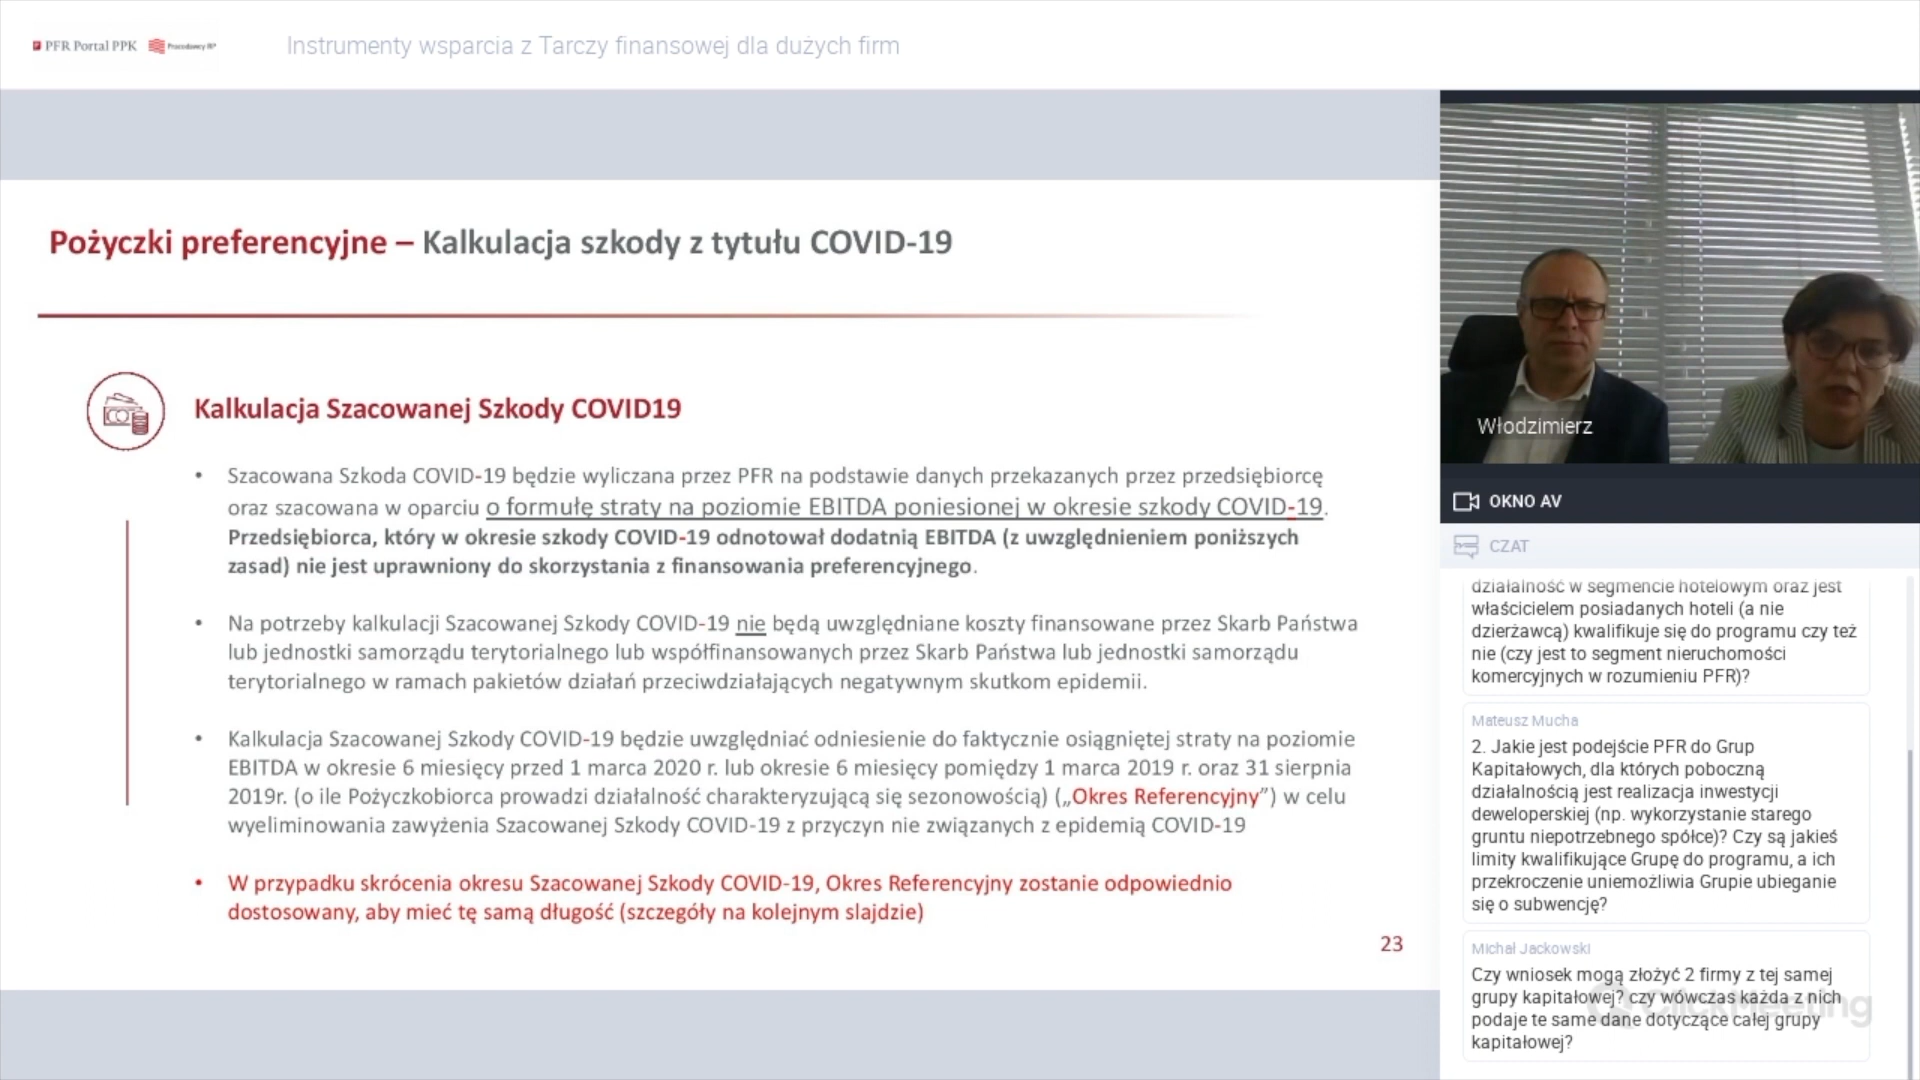 PFR Portal PPK
Pracodawcy RP
Instrumenty wsparcia z Tarczy finansowej dla dużych firm
Pożyczki preferencyjne – Kalkulacja szkody z tytułu COVID-19
Kalkulacja Szacowanej Szkody COVID19
• Szacowana Szkoda COVID-19 będzie wyliczana przez PFR na podstawie danych przekazanych przez przedsiębiorcę
oraz szacowana w oparciu o formułę straty na poziomie EBITDA poniesionej w okresie szkody COVID-19.
Przedsiębiorca, który w okresie szkody COVID-19 odnotował dodatnią EBITDA (z uwzględnieniem poniższych
zasad) nie jest uprawniony do skorzystania z finansowania preferencyjnego.
• Na potrzeby kalkulacji Szacowanej Szkody COVID-19 nie będą uwzględniane koszty finansowane przez Skarb Państwa
lub jednostki samorządu terytorialnego lub współfinansowanych przez Skarb Państwa lub jednostki samorządu
terytorialnego w ramach pakietów działań przeciwdziałających negatywnym skutkom epidemii.
• Kalkulacja Szacowanej Szkody COVID-19 będzie uwzględniać odniesienie do faktycznie osiągniętej straty na poziomie
EBITDA w okresie 6 miesięcy przed 1 marca 2020 r. lub okresie 6 miesięcy pomiędzy 1 marca 2019 r. oraz 31 sierpnia
2019r. (o ile Pożyczkobiorca prowadzi działalność charakteryzującą się sezonowością) („Okres Referencyjny”) w celu
wyeliminowania zawyżenia Szacowanej Szkody COVID-19 z przyczyn nie związanych z epidemią COVID-19
• W przypadku skrócenia okresu Szacowanej Szkody COVID-19, Okres Referencyjny zostanie odpowiednio
dostosowany, aby mieć tę samą długość (szczegóły na kolejnym slajdzie)
23
Włodzimierz
OKNO AV
CZAT
działalność w segmencie hotelowym oraz jest
właścicielem posiadanych hoteli (a nie
dzierżawcą) kwalifikuje się do programu czy też
nie (czy jest to segment nieruchomości
komercyjnych w rozumieniu PFR)?
Mateusz Mucha
2. Jakie jest podejście PFR do Grup
Kapitałowych, dla których poboczną
działalnością jest realizacja inwestycji
deweloperskiej (np. wykorzystanie starego
gruntu niepotrzebnego spółce)? Czy są jakieś
limity kwalifikujące Grupę do programu, a ich
przekroczenie uniemożliwia Grupie ubieganie
się o subwencję?
Michał Jackowski
Czy wniosek mogą złożyć 2 firmy z tej samej
grupy kapitałowej? czy wówczas każda z nich
podaje te same dane dotyczące całej grupy
kapitałowej?
ClickMeeting